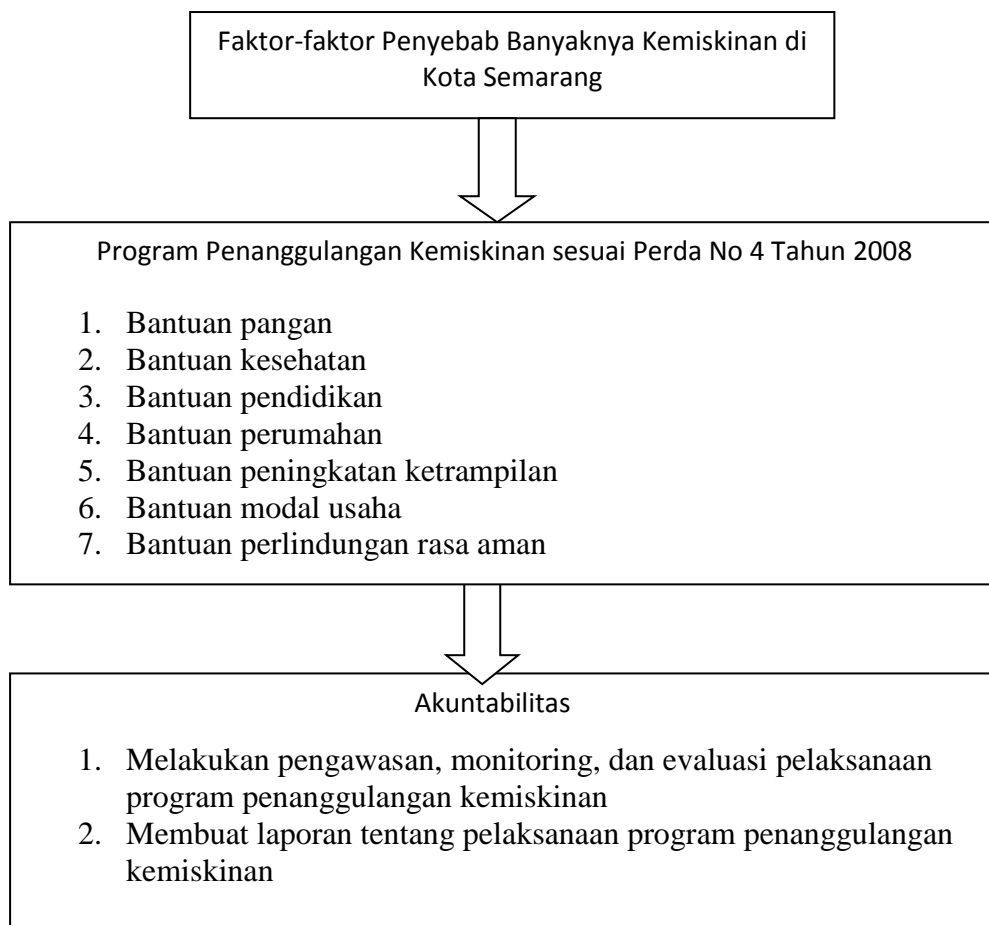 Faktor-faktor Penyebab Banyaknya Kemiskinan di
Kota Semarang
Program Penanggulangan Kemiskinan sesuai Perda No 4 Tahun 2008
1. Bantuan pangan
2. Bantuan kesehatan
3. Bantuan pendidikan
4. Bantuan perumahan
5. Bantuan peningkatan ketrampilan
6. Bantuan modal usaha
7. Bantuan perlindungan rasa aman
Akuntabilitas
1. Melakukan pengawasan, monitoring, dan evaluasi pelaksanaan
program penanggulangan kemiskinan
2. Membuat laporan tentang pelaksanaan program penanggulangan
kemiskinan